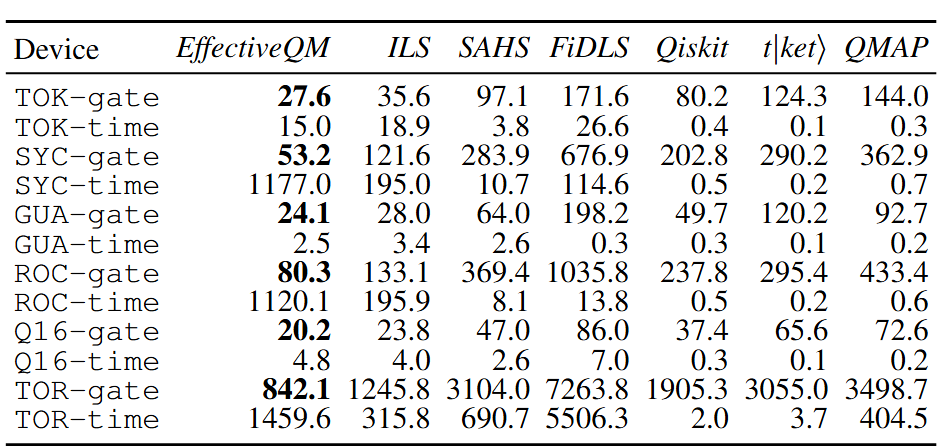 Device EffectiveQM ILS SAHS FiDLS Qiskit t|ket⟩ QMAP
TOK-gate 27.6 35.6 97.1 171.6 80.2 124.3 144.0
TOK-time 15.0 18.9 3.8 26.6 0.4 0.1 0.3
SYC-gate 53.2 121.6 283.9 676.9 202.8 290.2 362.9
SYC-time 1177.0 195.0 10.7 114.6 0.5 0.2 0.7
GUA-gate 24.1 28.0 64.0 198.2 49.7 120.2 92.7
GUA-time 2.5 3.4 2.6 0.3 0.3 0.1 0.2
ROC-gate 80.3 133.1 369.4 1035.8 237.8 295.4 433.4
ROC-time 1120.1 195.9 8.1 13.8 0.5 0.2 0.6
Q16-gate 20.2 23.8 47.0 86.0 37.4 65.6 72.6
Q16-time 4.8 4.0 2.6 7.0 0.3 0.1 0.2
TOR-gate 842.1 1245.8 3104.0 7263.8 1905.3 3055.0 3498.7
TOR-time 1459.6 315.8 690.7 5506.3 2.0 3.7 404.5